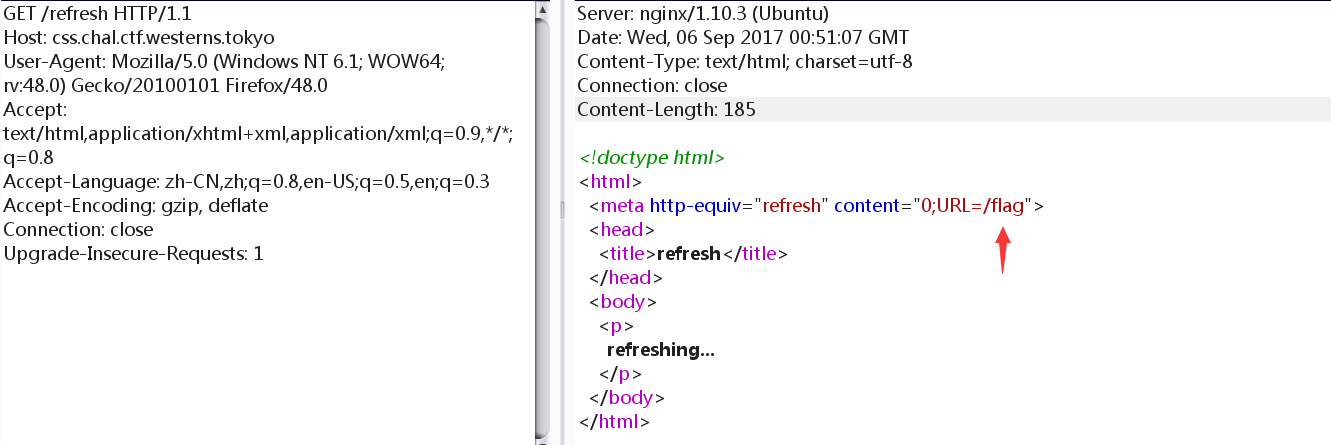 GET /refresh HTTP/1.1
Host: css.chal.ctf.westerns.tokyo
User-Agent: Mozilla/5.0 (Windows NT 6.1; WOW64;
rv:48.0) Gecko/20100101 Firefox/48.0
Accept:
text/html,application/xhtml+xml,application/xml;q=0.9,*/*;
q=0.8
Accept-Language: zh-CN,zh;q=0.8,en-US;q=0.5,en;q=0.3
Accept-Encoding: gzip, deflate
Connection: close
Upgrade-Insecure-Requests: 1
Server: nginx/1.10.3 (Ubuntu)
Date: Wed, 06 Sep 2017 00:51:07 GMT
Content-Type: text/html; charset=utf-8
Connection: close
Content-Length: 185
<!doctype html>
<html>
<meta http-equiv="refresh" content="0;URL=/flag">
<head>
<title>refresh</title>
</head>
<body>
<p>
refreshing...
</p>
</body>
</html>